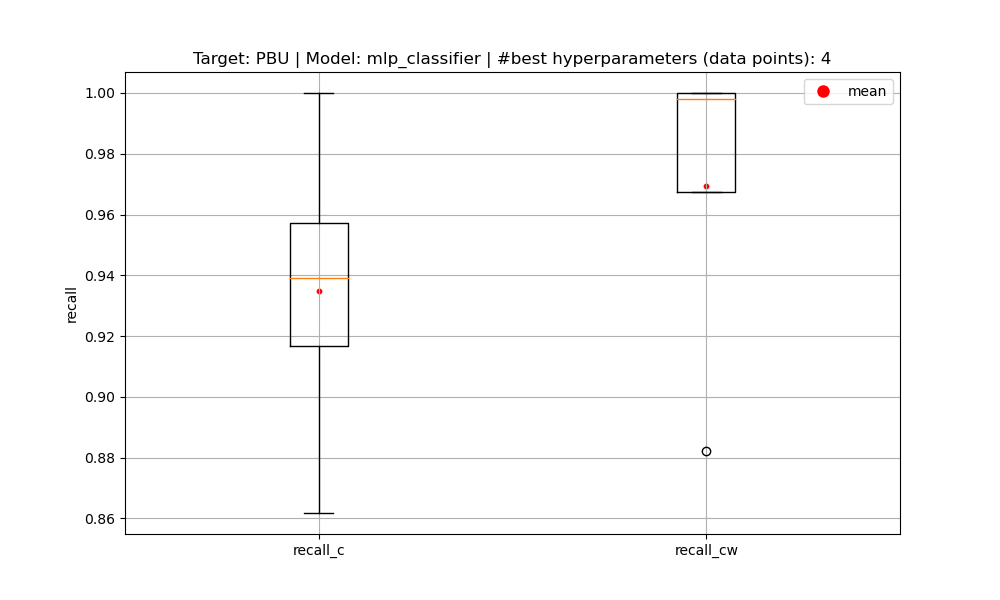 Target: PBU | Model: mlp_classifier | #best hyperparameters (data points): 4
mean
1.00
0.98
0.96
0.94
0.92
0.90
0.88
0.86
recall
recall_c
recall_cw